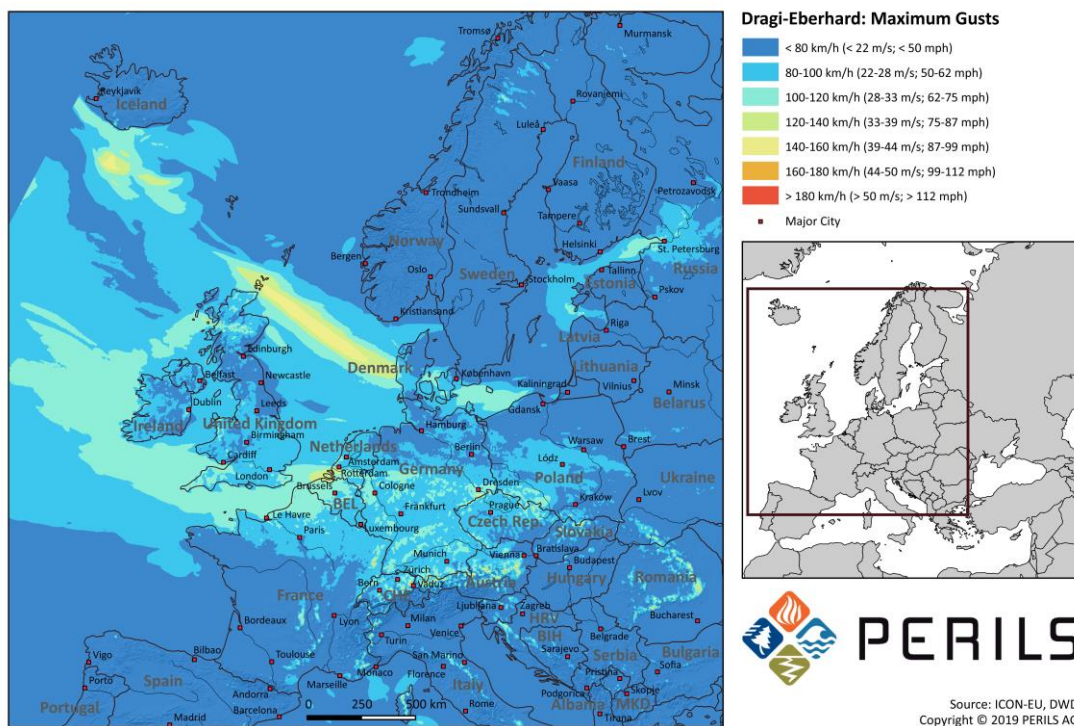 Dragi-Eberhard: Maximum Gusts
< 80 km/h (< 22 m/s; < 50 mph)
80-100 km/h (22-28 m/s; 50-62 mph)
100-120 km/h (28-33 m/s; 62-75 mph)
120-140 km/h (33-39 m/s; 75-87 mph)
140-160 km/h (39-44 m/s; 87-99 mph)
160-180 km/h (44-50 m/s; 99-112 mph)
> 180 km/h (> 50 m/s; > 112 mph)
Major City
Tromsø
Murmansk
Reykjavík
Iceland
Rovaniemi
Luleå
Finland
Trondheim
Vaasa
Petrozavodsk
Sundsvall
Tampere
Norway
Helsinki
St. Petersburg
Bergen
Oslo
Sweden
Stockholm
Tallinn
Estonia
Russia
Pskov
Kristiansand
Riga
Latvia
Edinburgh
Denmark
København
Lithuania
Belfast
Newcastle
Kaliningrad
Vilnius
Minsk
Dublin
Leeds
Gdansk
Belarus
Ireland
United Kingdom
Hamburg
Birmingham
Netherlands
Berlin
Warsaw
Brest
Cardiff
Amsterdam
London
Rotterdam
Germany
Lódz
Poland
Ukraine
Brussels
Cologne
Dresden
BEL
Kraków
Lvov
Le Havre
Frankfurt
Prague
Paris
Luxembourg
Czech Rep.
Slovakia
Munich
Vienna
Bratislava
Zürich
Budapest
Bern
Vaduz
Austria
Hungary
Romania
France
CHE
Ljubljana
Zagreb
Lyon
Milan
HRV
Bucharest
Bordeaux
Turin
Venice
BIH
Belgrade
Bilbao
Toulouse
San Marino
Sarajevo
Serbia
Bulgaria
Vigo
Monaco
Florence
Pristina
Sofia
Porto
Spain
Andorra
Marseille
Italy
Podgorica
Skopje
Portugal
Barcelona
Rome
Albania
MKD
Madrid
Tirana
0 250 500 km
PERILS
Source: ICON-EU, DWD
Copyright © 2019 PERILS AG